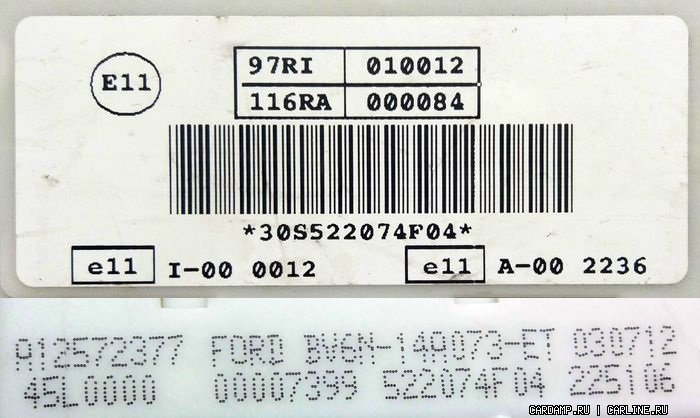 E11
97RI 010012
116RA 000084
*30S522074F04*
e11 I-00 0012 e11 A-00 2236
A12572377 FORD BV6N-14A073-ET 030712
45L0000 00007399 522074F04 225106
CARDAMP.RU | CARLINE.RU